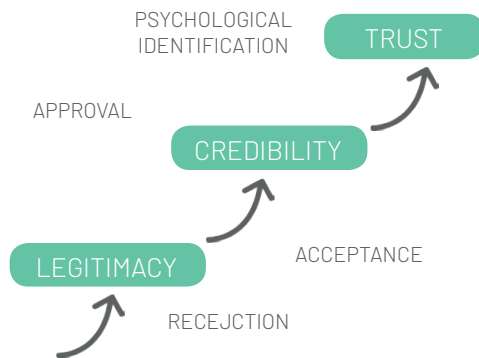 PSYCHOLOGICAL
IDENTIFICATION
TRUST
APPROVAL
CREDIBILITY
ACCEPTANCE
LEGITIMACY
RECEJCTION